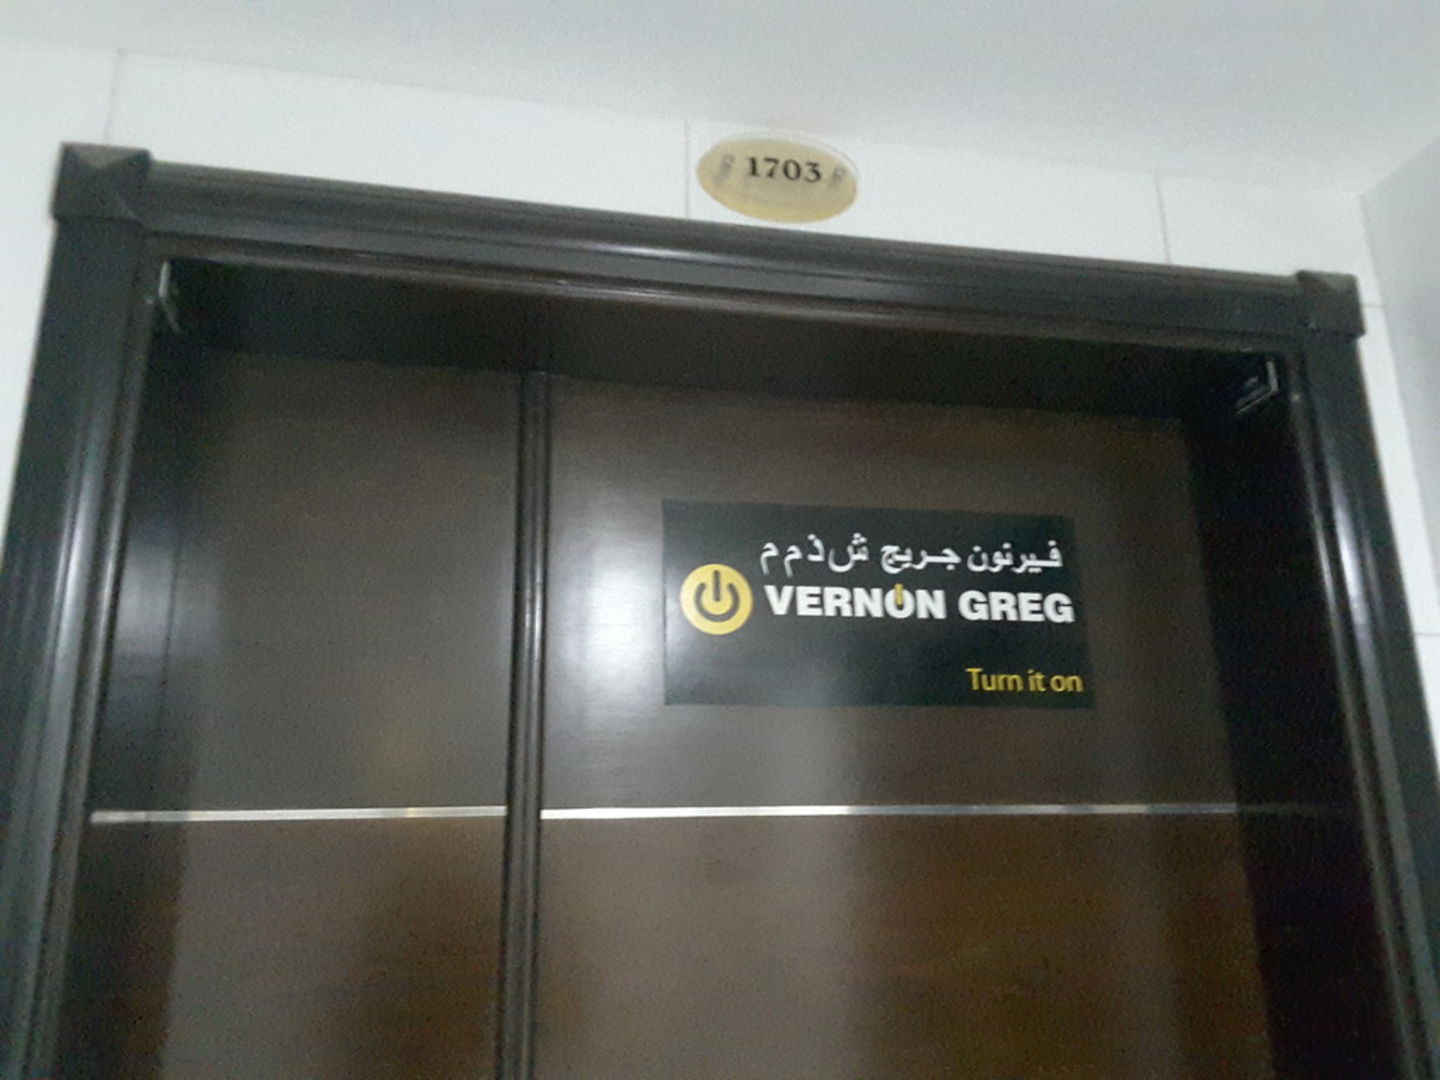 1703
فيرنون جريج ش ذ م م
VERNON GREG
Turn it on